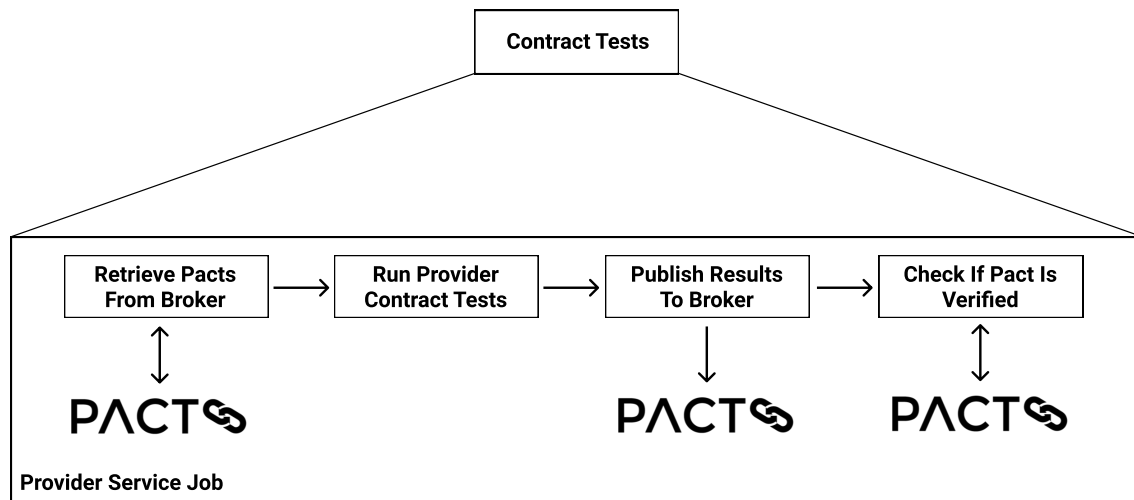 Contract Tests
Retrieve Pacts
From Broker
Run Provider
Contract Tests
Publish Results
To Broker
Check If Pact Is
Verified
PACT
PACT
PACT
Provider Service Job